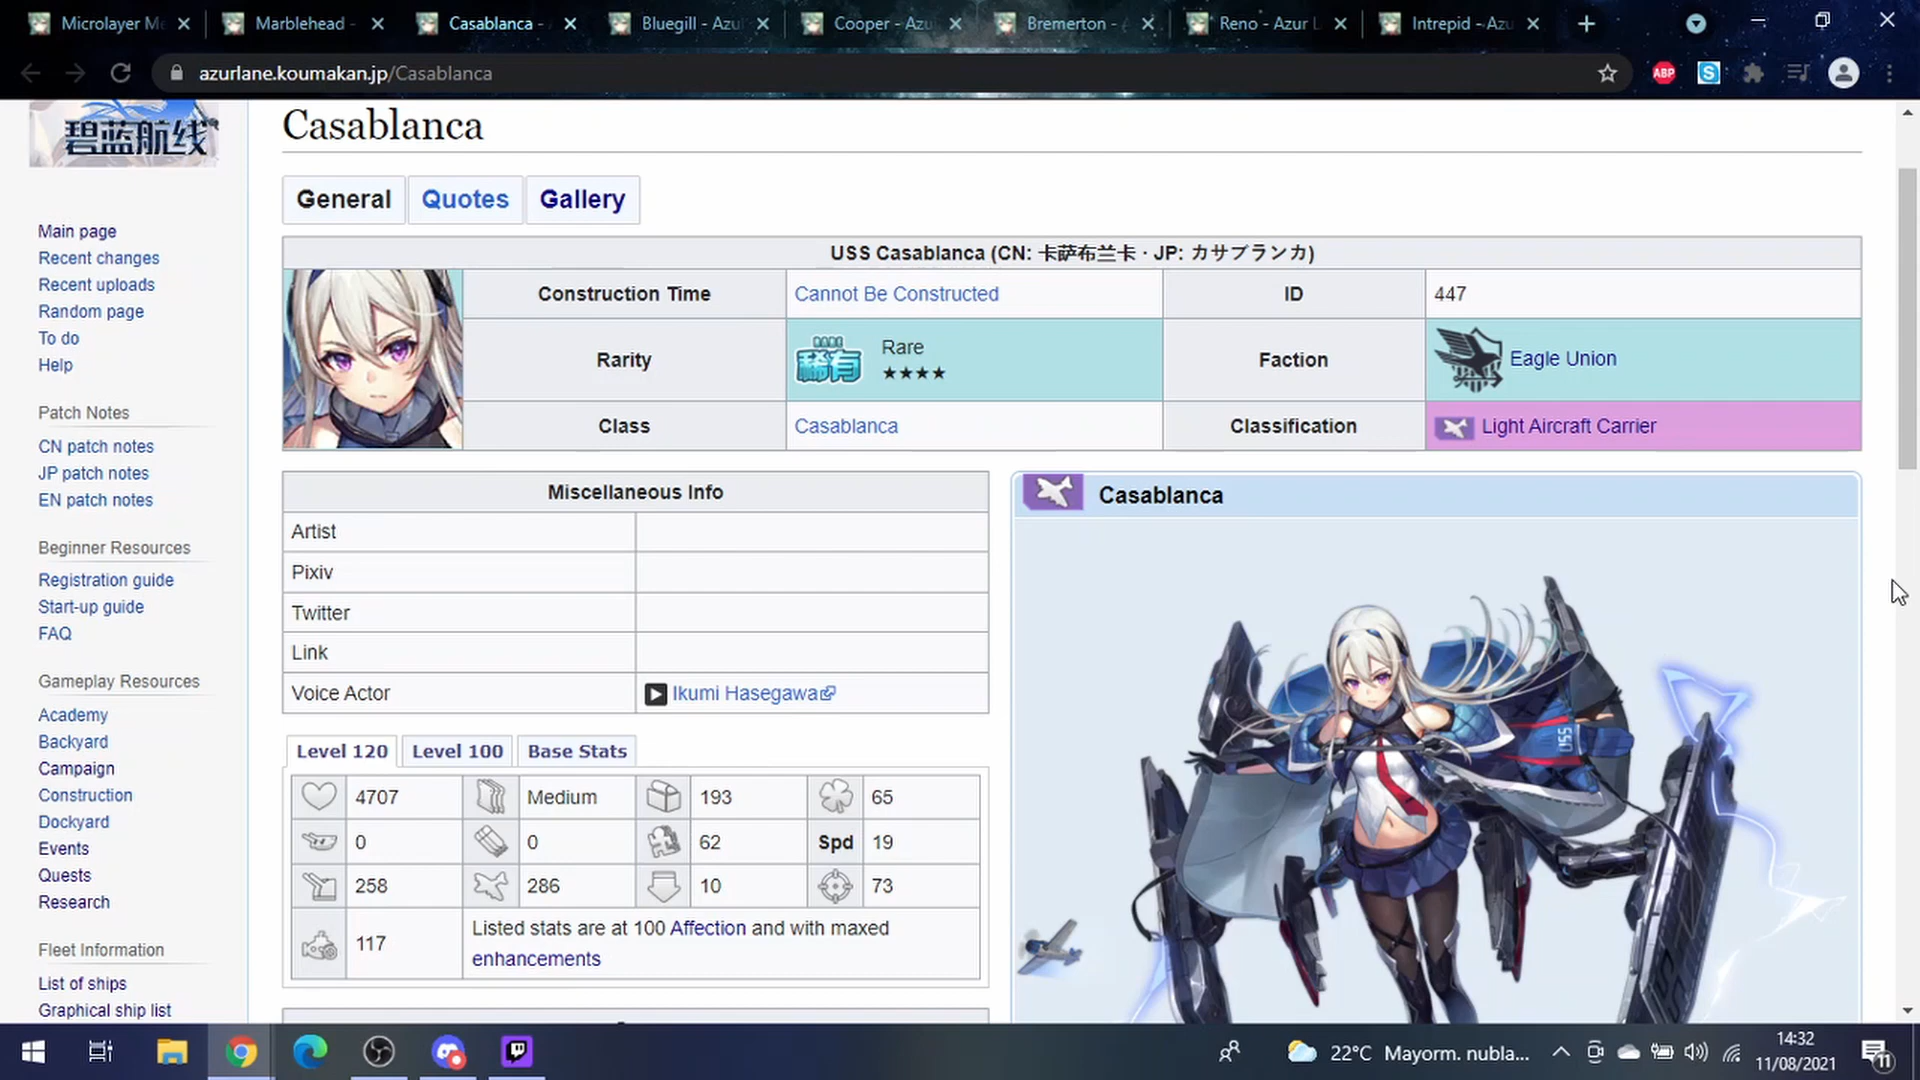 Microlayer Me
Marblehead -
Casablanca -
Bluegill - Azu
Cooper - Azu
Bremerton -
Reno - Azur L
Intrepid - Azu
azurlane.koumakan.jp/Casablanca
ABP
S
碧蓝航线
Casablanca
General
Quotes
Gallery
Main page
Recent changes
Recent uploads
Random page
To do
Help
Patch Notes
CN patch notes
JP patch notes
EN patch notes
Beginner Resources
Registration guide
Start-up guide
FAQ
Gameplay Resources
Academy
Backyard
Campaign
Construction
Dockyard
Events
Quests
Research
Fleet Information
List of ships
Graphical ship list
USS Casablanca (CN: 卡萨布兰卡 · JP: カサブランカ)
Construction Time
Cannot Be Constructed
ID
447
Rarity
RARE
稀有
Rare
★★★★
Faction
Eagle Union
Class
Casablanca
Classification
Light Aircraft Carrier
Miscellaneous Info
Artist
Pixiv
Twitter
Link
Voice Actor
Ikumi Hasegawa
Level 120
Level 100
Base Stats
4707
Medium
193
65
0
0
62
Spd
19
258
286
10
73
117
Listed stats are at 100 Affection and with maxed
enhancements
Casablanca
USS
22°C Mayorm. nubla...
14:32
11/08/2021
11